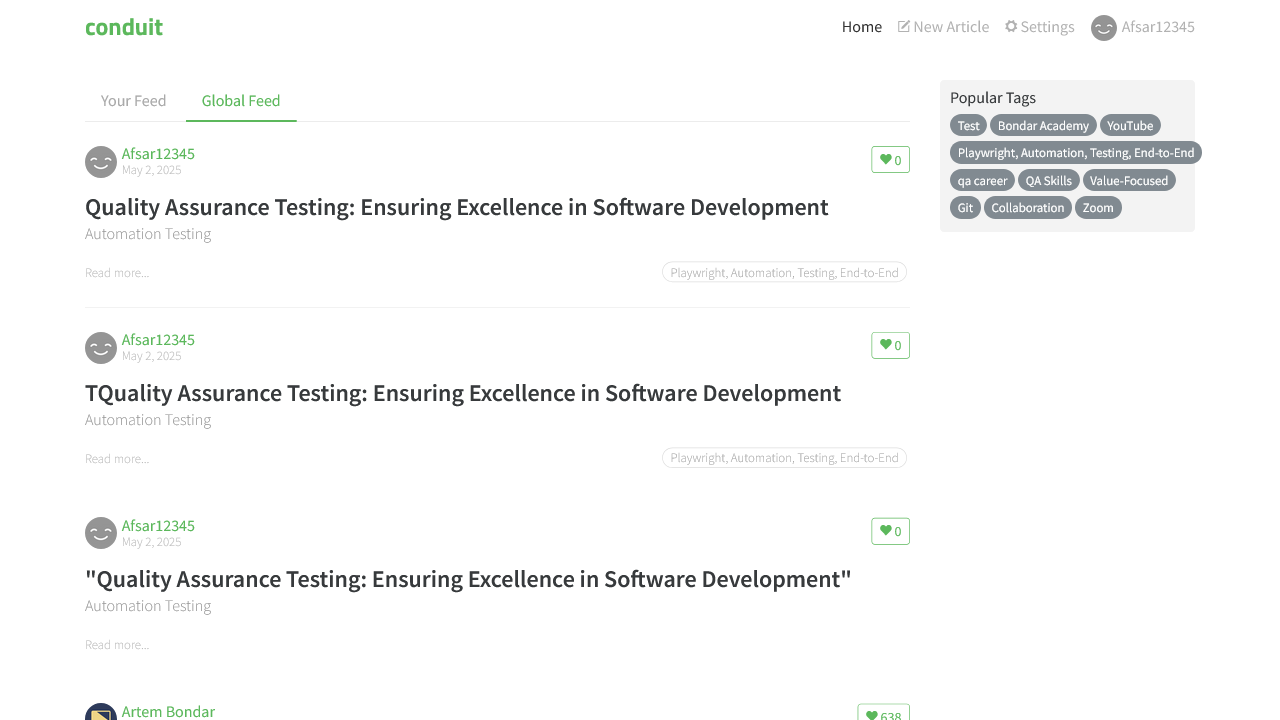 conduit
Home New Article Settings Afsar12345
Your Feed Global Feed
Popular Tags
Test Bondar Academy YouTube
Playwright, Automation, Testing, End-to-End
qa career QA Skills Value-Focused
Git Collaboration Zoom
Afsar12345
May 2, 2025
0
Quality Assurance Testing: Ensuring Excellence in Software Development
Automation Testing
Read more...
Playwright, Automation, Testing, End-to-End
Afsar12345
May 2, 2025
0
TQuality Assurance Testing: Ensuring Excellence in Software Development
Automation Testing
Read more...
Playwright, Automation, Testing, End-to-End
Afsar12345
May 2, 2025
0
"Quality Assurance Testing: Ensuring Excellence in Software Development"
Automation Testing
Read more...
Artem Bondar
638